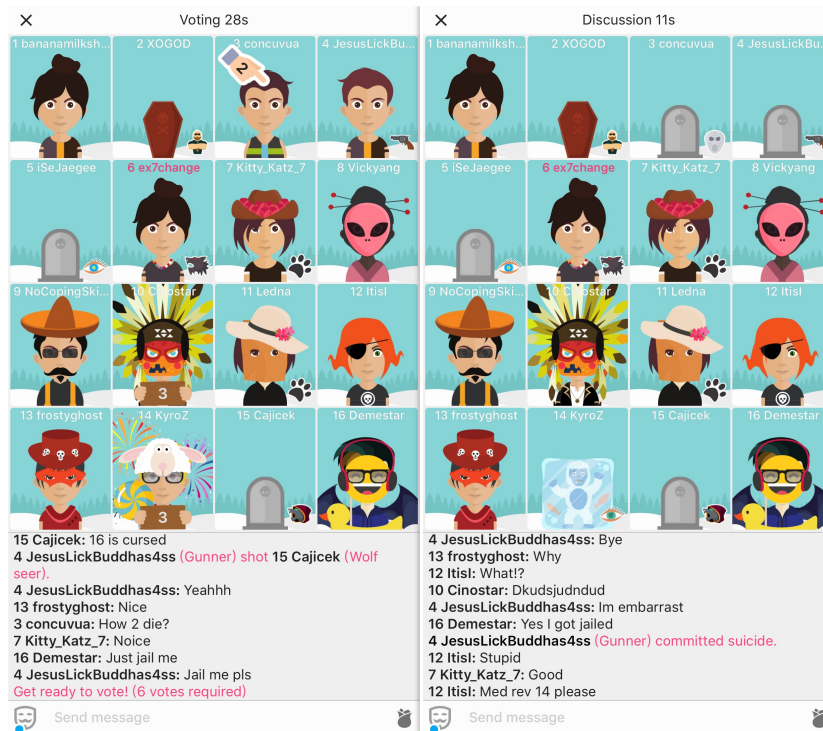 Voting 28s
1 bananamilksh...
2 XOGOD
3 concuvua
4 JesusLickBu...
2
5 iSeJaegee
6 ex7change
7 Kitty_Katz_7
8 Vickyang
9 NoCopingSki...
10 Cinostar
11 Ledna
12 Itisl
3
13 frostyghost
14 KyroZ
15 Cajicek
16 Demestar
3
15 Cajicek: 16 is cursed
4 JesusLickBuddhas4ss (Gunner) shot 15 Cajicek (Wolf
seer).
4 JesusLickBuddhas4ss: Yeahhh
13 frostyghost: Nice
3 concuvua: How 2 die?
7 Kitty_Katz_7: Noice
16 Demestar: Just jail me
4 JesusLickBuddhas4ss: Jail me pls
Get ready to vote! (6 votes required)
Send message
Discussion 11s
1 bananamilksh...
2 XOGOD
3 concuvua
4 JesusLickBu...
5 iSeJaegee
6 ex7change
7 Kitty_Katz_7
8 Vickyang
9 NoCopingSki...
10 Cinostar
11 Ledna
12 Itisl
13 frostyghost
14 KyroZ
15 Cajicek
16 Demestar
4 JesusLickBuddhas4ss: Bye
13 frostyghost: Why
12 Itisl: What!?
10 Cinostar: Dkudsjudndud
4 JesusLickBuddhas4ss: Im embarrast
16 Demestar: Yes I got jailed
4 JesusLickBuddhas4ss (Gunner) committed suicide.
12 Itisl: Stupid
7 Kitty_Katz_7: Good
12 Itisl: Med rev 14 please
Send message